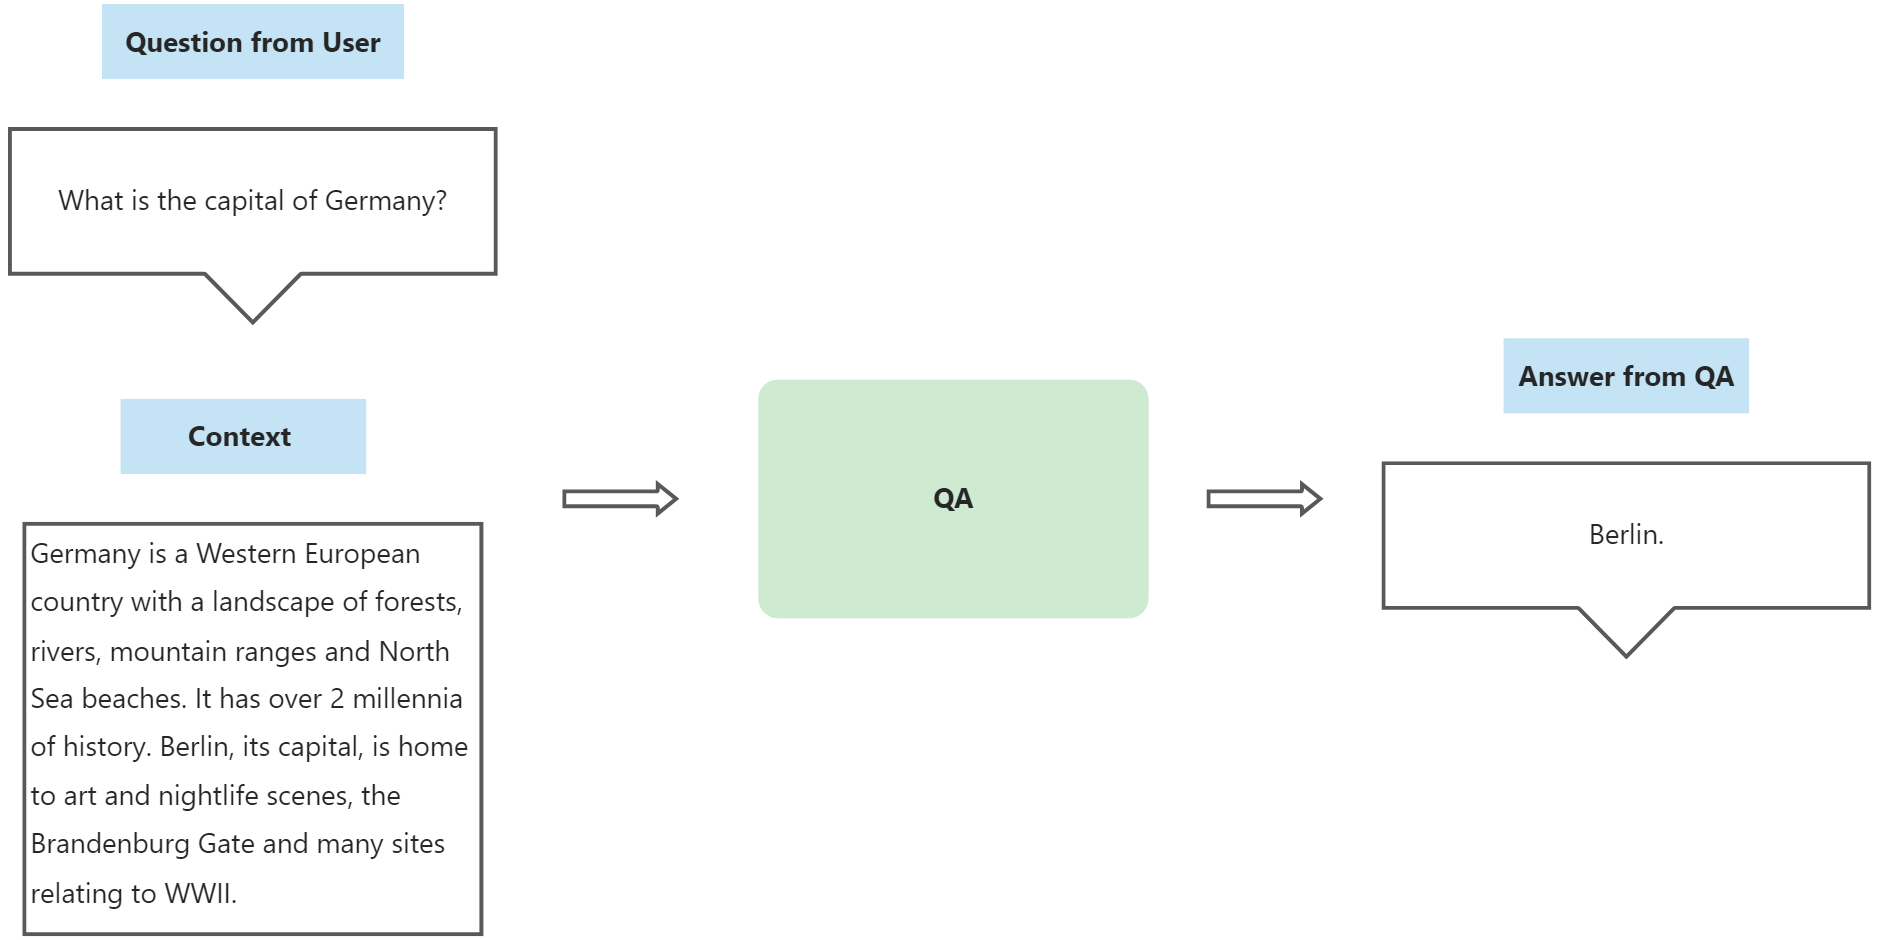 Question from User
What is the capital of Germany?
Context
Germany is a Western European
country with a landscape of forests,
rivers, mountain ranges and North
Sea beaches. It has over 2 millennia
of history. Berlin, its capital, is home
to art and nightlife scenes, the
Brandenburg Gate and many sites
relating to WWII.
QA
Answer from QA
Berlin.